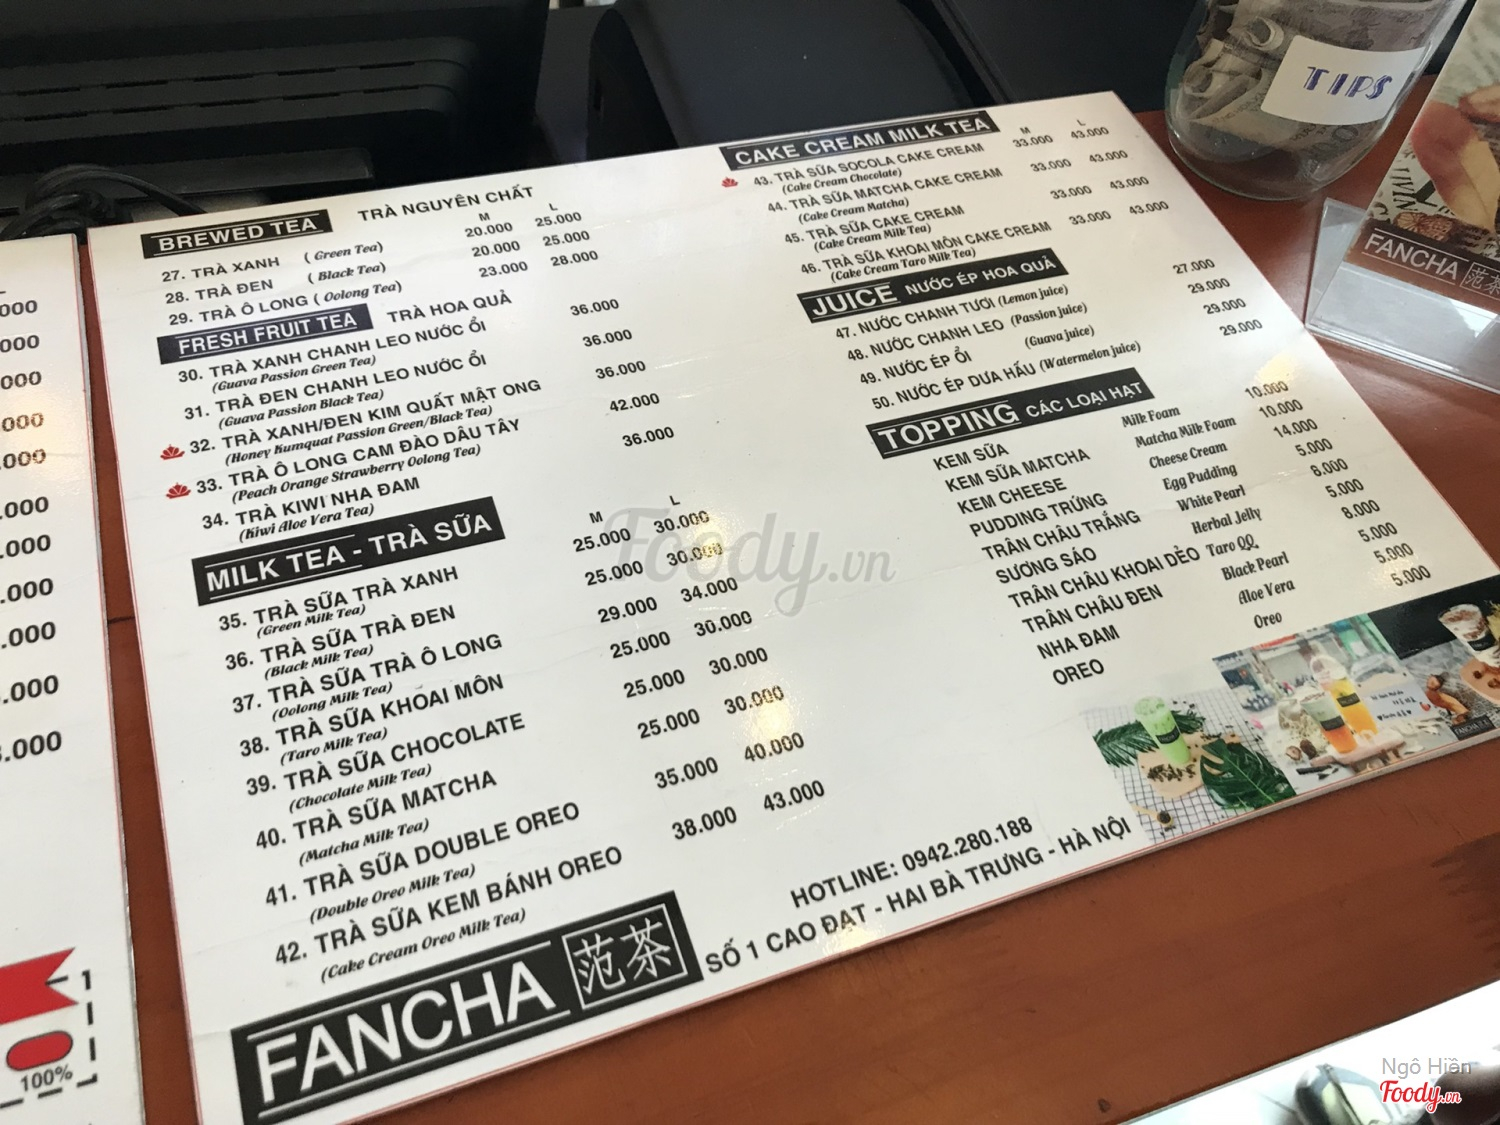 BREWED TEA TRÀ NGUYÊN CHẤT
M L
27. TRÀ XANH ( Green Tea) 20.000 25.000
28. TRÀ ĐEN ( Black Tea) 20.000 25.000
29. TRÀ Ô LONG ( Oolong Tea) 23.000 28.000
FRESH FRUIT TEA TRÀ HOA QUẢ
30. TRÀ XANH CHANH LEO NƯỚC ỔI 36.000
(Guava Passion Green Tea)
31. TRÀ ĐEN CHANH LEO NƯỚC ỔI 36.000
(Guava Passion Black Tea)
32. TRÀ XANH/ĐEN KIM QUẤT MẬT ONG 36.000
(Honey Kumquat Passion Green/Black Tea)
33. TRÀ Ô LONG CAM ĐÀO DÂU TÂY 42.000
(Peach Orange Strawberry Oolong Tea)
34. TRÀ KIWI NHA ĐAM 36.000
(Kiwi Aloe Vera Tea)
MILK TEA - TRÀ SỮA
M L
35. TRÀ SỮA TRÀ XANH 25.000 30.000
(Green Milk Tea)
36. TRÀ SỮA TRÀ ĐEN 25.000 30.000
(Black Milk Tea)
37. TRÀ SỮA TRÀ Ô LONG 29.000 34.000
(Oolong Milk Tea)
38. TRÀ SỮA KHOAI MÔN 25.000 30.000
(Taro Milk Tea)
39. TRÀ SỮA CHOCOLATE 25.000 30.000
(Chocolate Milk Tea)
40. TRÀ SỮA MATCHA 25.000 30.000
(Matcha Milk Tea)
41. TRÀ SỮA DOUBLE OREO 35.000 40.000
(Double Oreo Milk Tea)
42. TRÀ SỮA KEM BÁNH OREO 38.000 43.000
(Cake Cream Oreo Milk Tea)
FANCHA 范茶
CAKE CREAM MILK TEA
M L
43. TRÀ SỮA SOCOLA CAKE CREAM 33.000 43.000
(Cake Cream Chocolate)
44. TRÀ SỮA MATCHA CAKE CREAM 33.000 43.000
(Cake Cream Matcha)
45. TRÀ SỮA CAKE CREAM 33.000 43.000
(Cake Cream Milk Tea)
46. TRÀ SỮA KHOAI MÔN CAKE CREAM 33.000 43.000
(Cake Cream Taro Milk Tea)
JUICE NƯỚC ÉP HOA QUẢ
47. NƯỚC CHANH TƯƠI (Lemon juice) 27.000
48. NƯỚC CHANH LEO (Passion juice) 29.000
49. NƯỚC ÉP ỔI (Guava juice) 29.000
50. NƯỚC ÉP DƯA HẤU (Watermelon juice) 29.000
TOPPING CÁC LOẠI HẠT
KEM SỮA Milk Foam 10.000
KEM SỮA MATCHA Matcha Milk Foam 10.000
KEM CHEESE Cheese Cream 14.000
PUDDING TRỨNG Egg Pudding 5.000
TRÂN CHÂU TRẮNG White Pearl 8.000
SƯƠNG SÁO Herbal Jelly 5.000
TRÂN CHÂU KHOAI DẺO Taro QQ 8.000
TRÂN CHÂU ĐEN Black Pearl 5.000
NHA ĐAM Aloe Vera 5.000
OREO Oreo 5.000
HOTLINE: 0942.280.188
SỐ 1 CAO ĐẠT - HAI BÀ TRƯNG - HÀ NỘI
TIPS
FANCHA 范茶
100%
Foody.vn
Ngô Hiền
Foody.vn